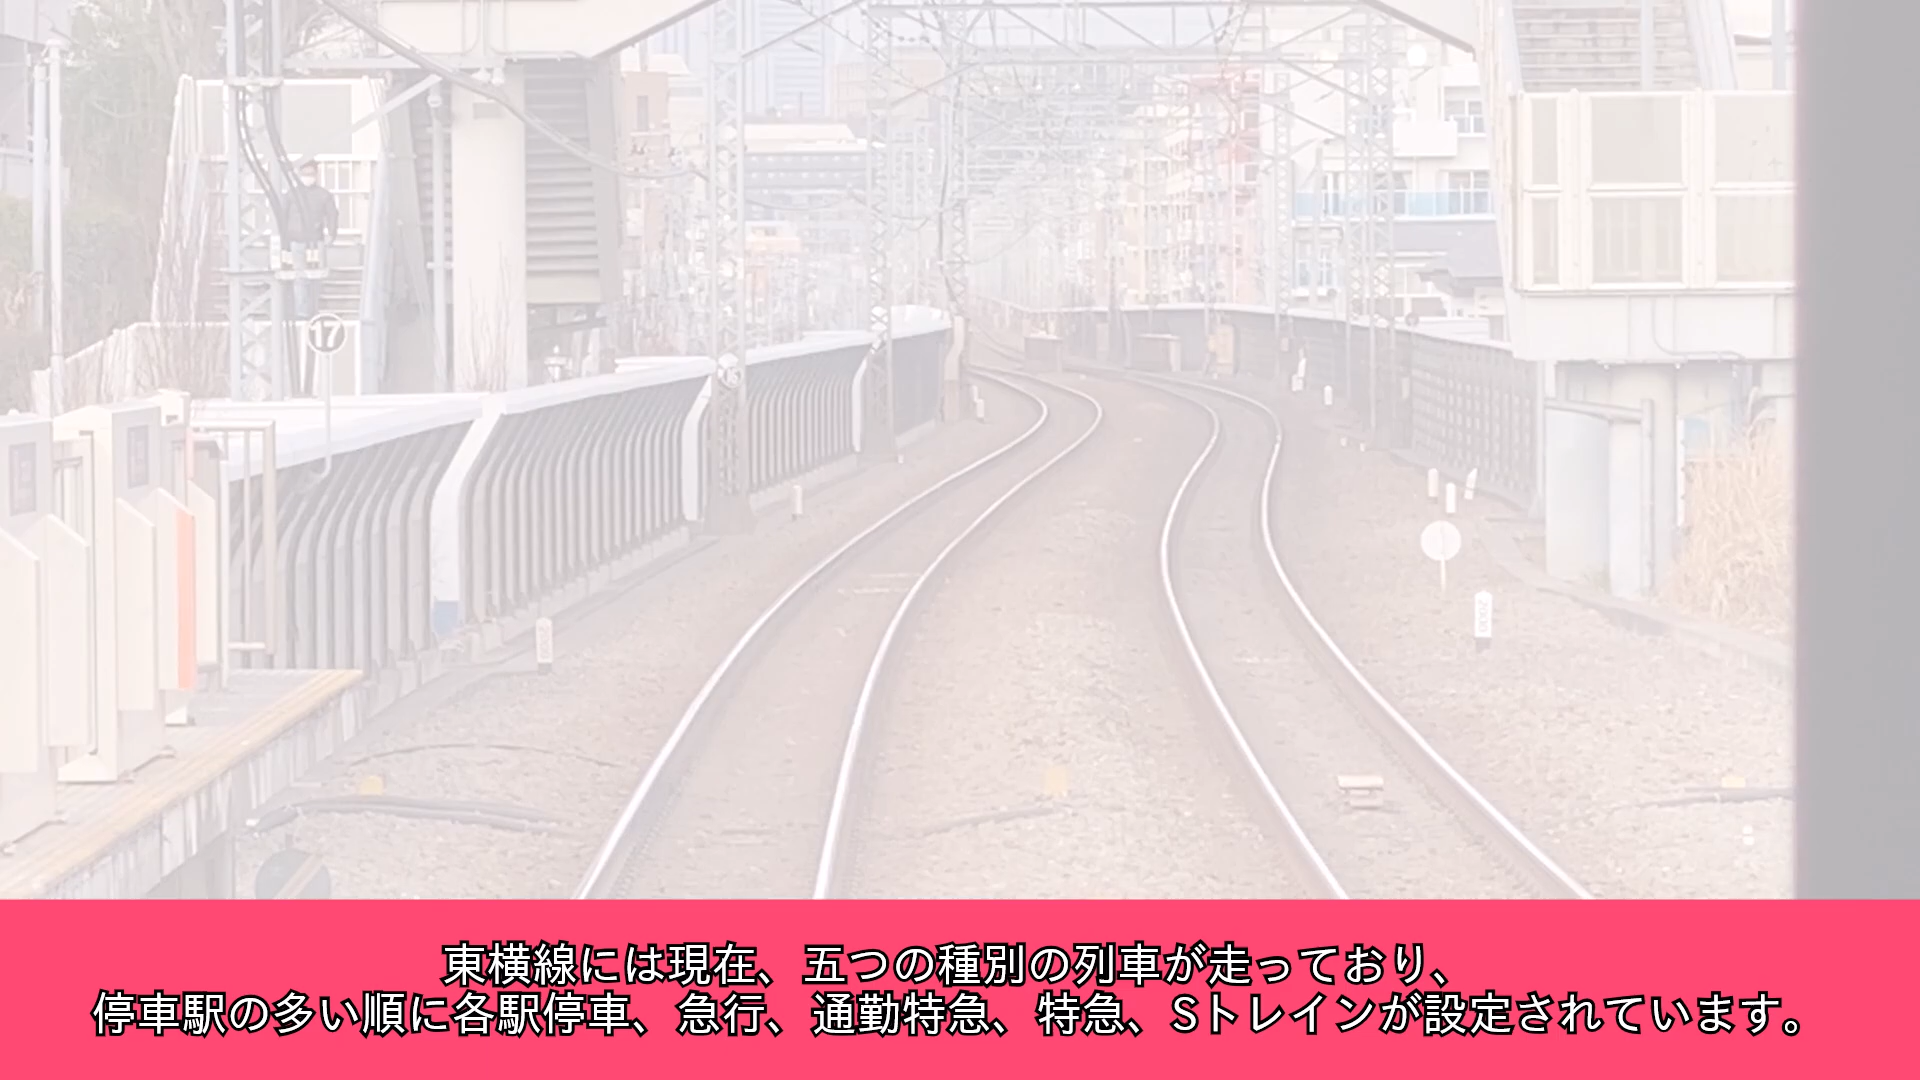 ⑰
東横線には現在、五つの種別の列車が走っており、
停車駅の多い順に各駅停車、急行、通勤特急、特急、Sトレインが設定されています。